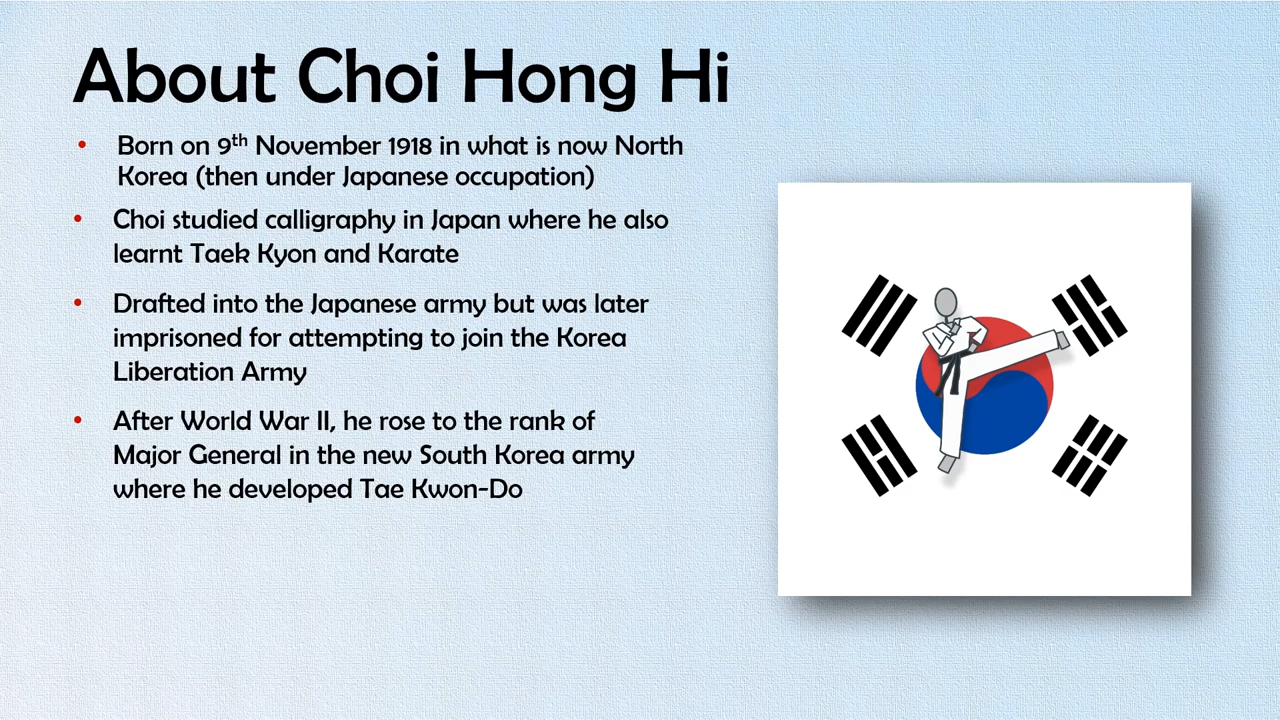 About Choi Hong Hi
• Born on 9th November 1918 in what is now North
Korea (then under Japanese occupation)
• Choi studied calligraphy in Japan where he also
learnt Taek Kyon and Karate
• Drafted into the Japanese army but was later
imprisoned for attempting to join the Korea
Liberation Army
• After World War II, he rose to the rank of
Major General in the new South Korea army
where he developed Tae Kwon-Do